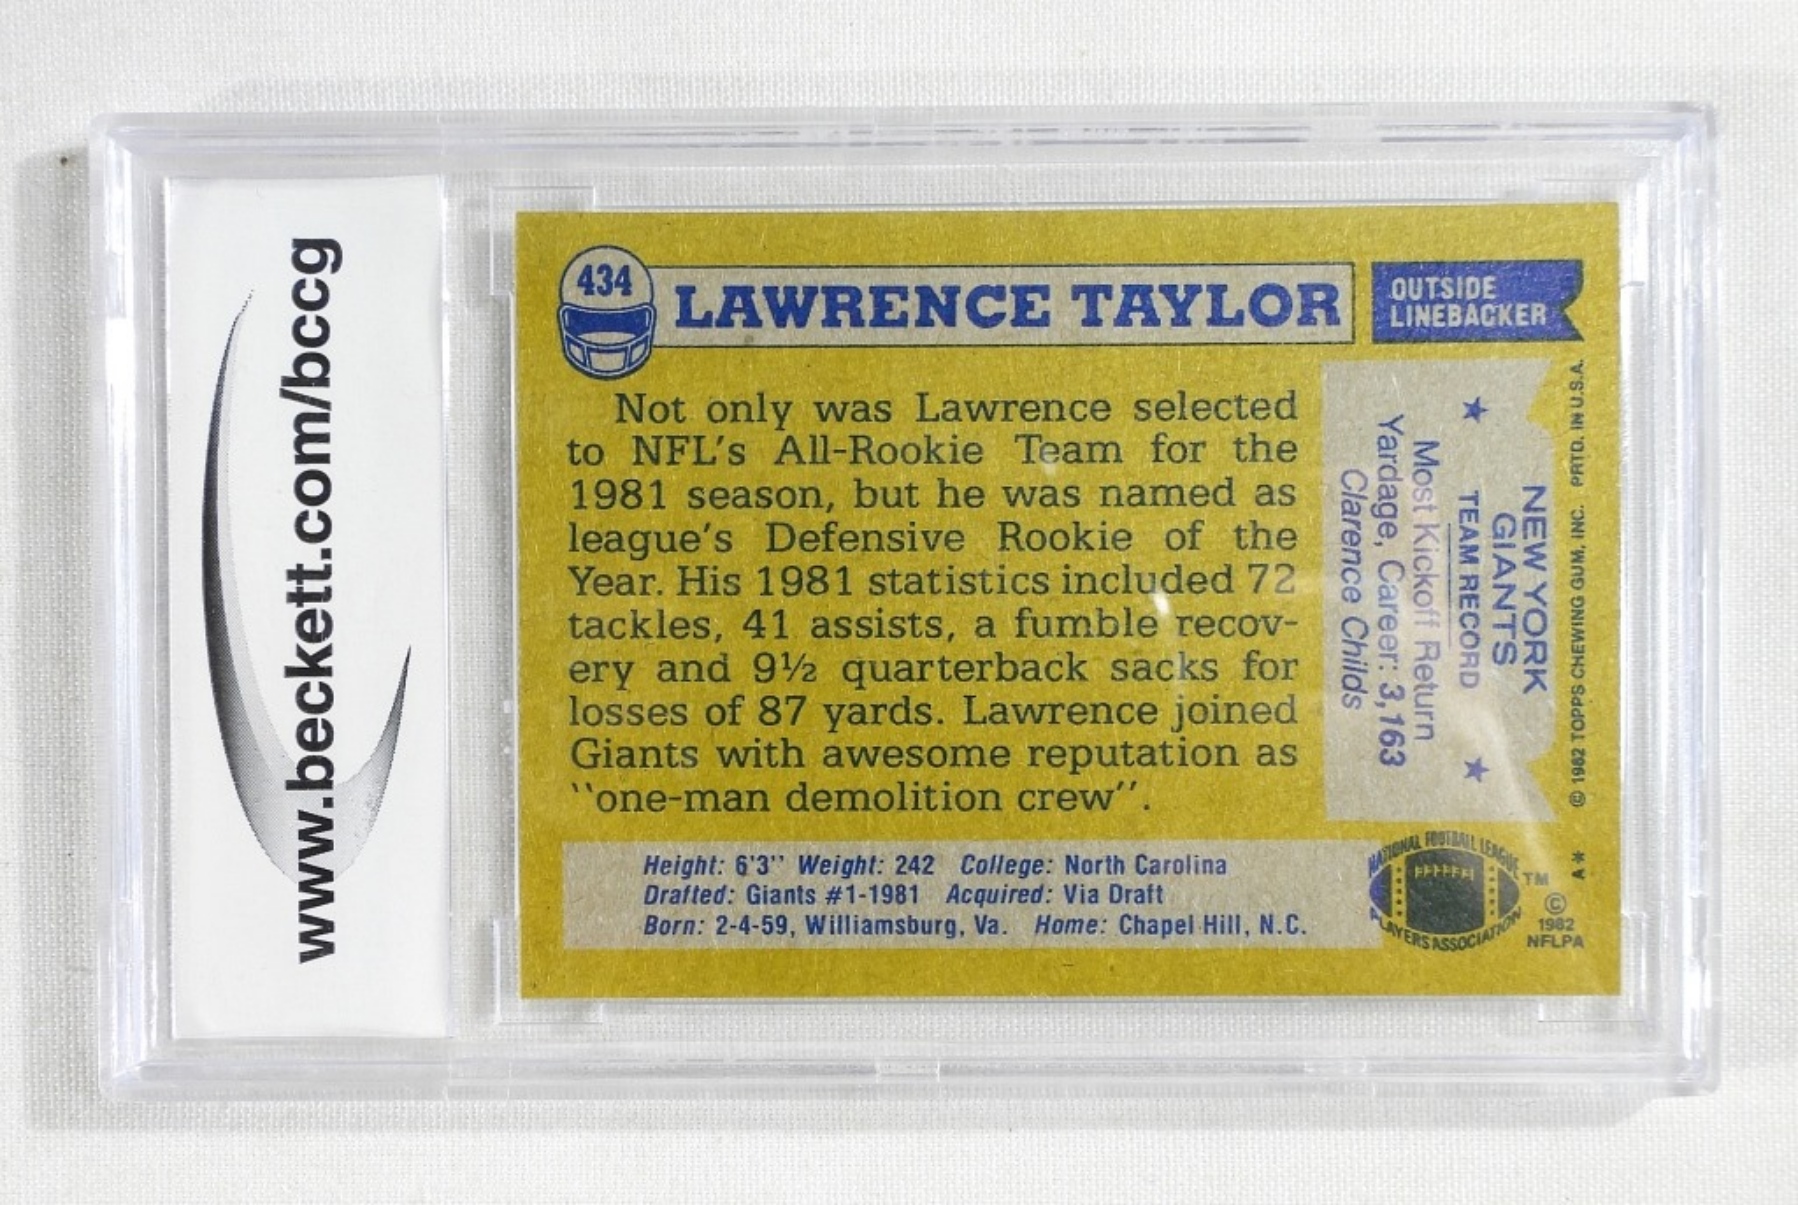 www.beckett.com/bccg
434
LAWRENCE TAYLOR
OUTSIDE
LINEBACKER
Not only was Lawrence selected
to NFL's All-Rookie Team for the
1981 season, but he was named as
league's Defensive Rookie of the
Year. His 1981 statistics included 72
tackles, 41 assists, a fumble recov-
ery and 9½ quarterback sacks for
losses of 87 yards. Lawrence joined
Giants with awesome reputation as
"one-man demolition crew".
NEW YORK
GIANTS
TEAM RECORD
Most Kickoff Return
Yardage, Career: 3,163
Clarence Childs
© 1982 TOPPS CHEWING GUM, INC. PRTD. IN U.S.A.
Height: 6'3" Weight: 242 College: North Carolina
Drafted: Giants #1-1981 Acquired: Via Draft
Born: 2-4-59, Williamsburg, Va. Home: Chapel Hill, N.C.
NATIONAL FOOTBALL LEAGUE
PLAYERS ASSOCIATION
TM
A*
©
1982
NFLPA